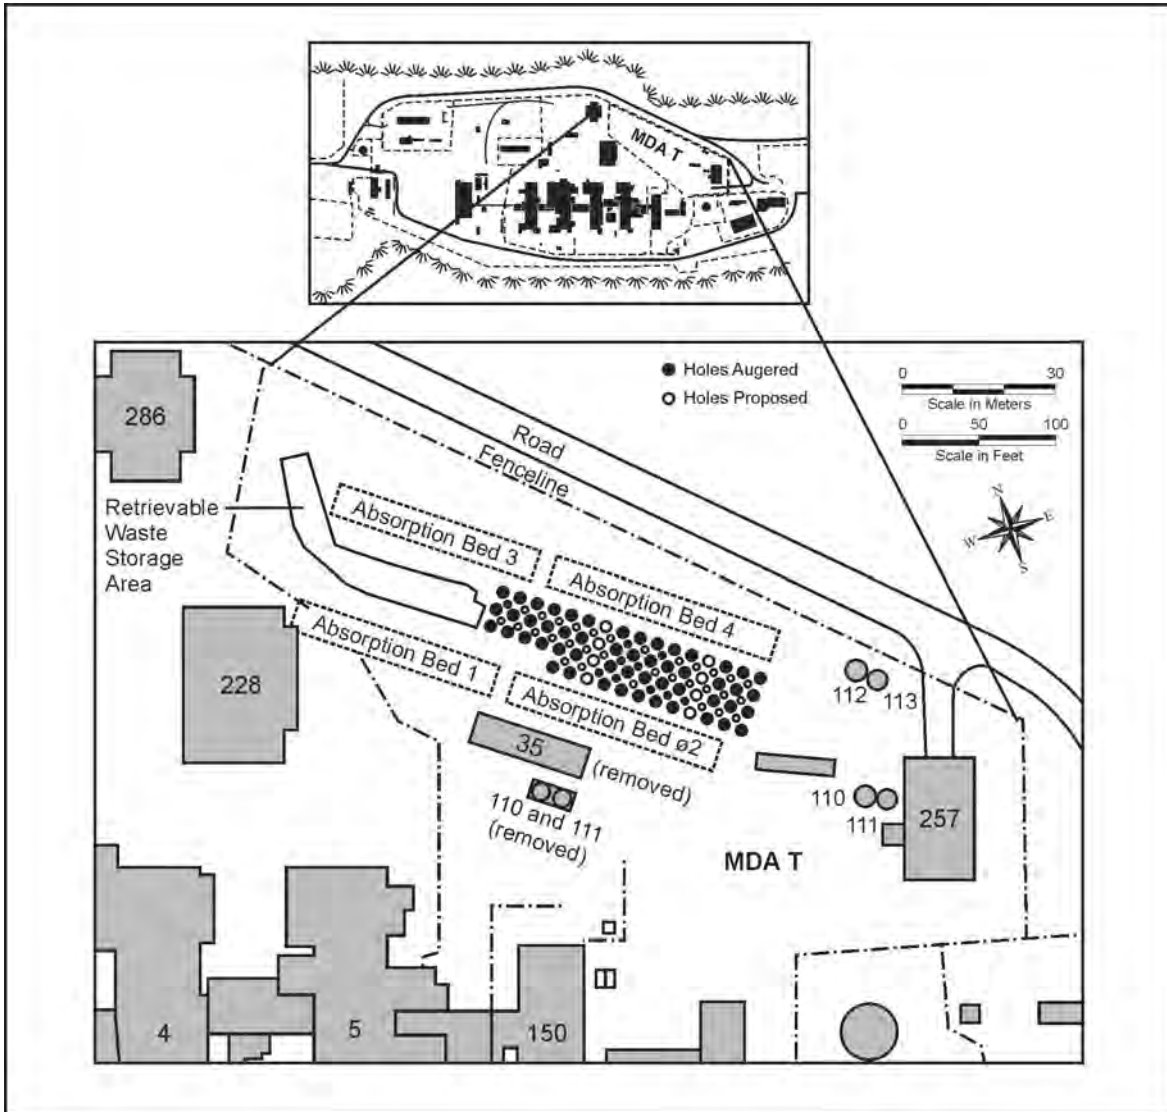 MDA T
Holes Augered
Holes Proposed
0 30
Scale in Meters
0 50 100
Scale in Feet
N
E
W
S
286
Road
Fenceline
Retrievable
Waste
Storage
Area
Absorption Bed 3
Absorption Bed 4
Absorption Bed 1
Absorption Bed ø2
228
112
113
35
(removed)
110 and 111
(removed)
110
111
257
MDA T
4
5
150